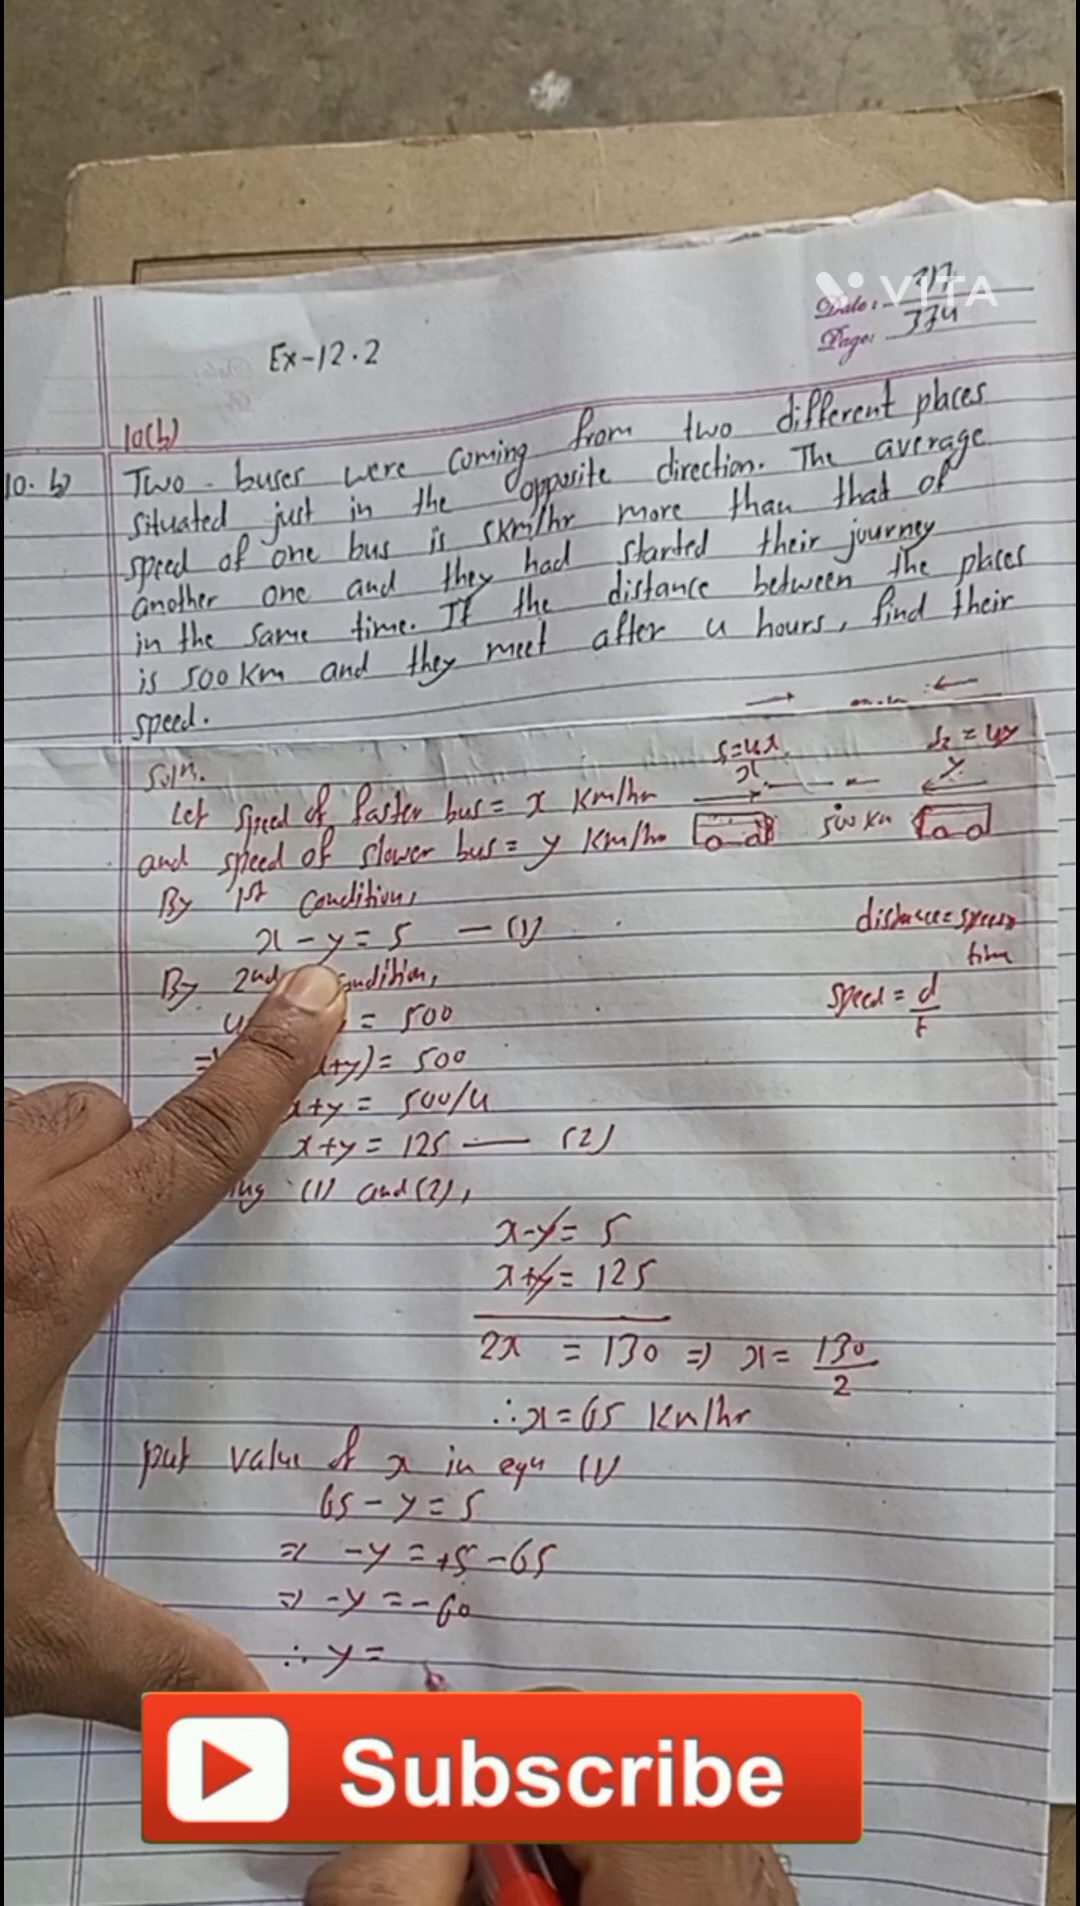 VITA
Date: 217
Page: 374
Ex-12.2
10(b)
10. b) Two buses were coming from two different places
situated just in the opposite direction. The average
speed of one bus is 5km/hr more than that of
another one and they had started their journey
in the same time. If the distance between the places
is 500 km and they meet after 4 hours, find their
speed.
Soln.
S1=4x S2=4y
x y
Let speed of faster bus = x km/hr
and speed of slower bus = y km/hr 500 km
By 1st condition,
x - y = 5 — (1)
distance=speed×
time
By 2nd condition,
= 500
speed = d/t
x+y) = 500
x+y = 500/4
x+y = 125 — (2)
ing (1) and (2),
x-y= 5
x+y= 125
2x = 130 => x = 130/2
∴ x = 65 km/hr
put value of x in eqn (1)
65 - y = 5
=> -y = +5 -65
=> -y = -60
∴ y =
Subscribe